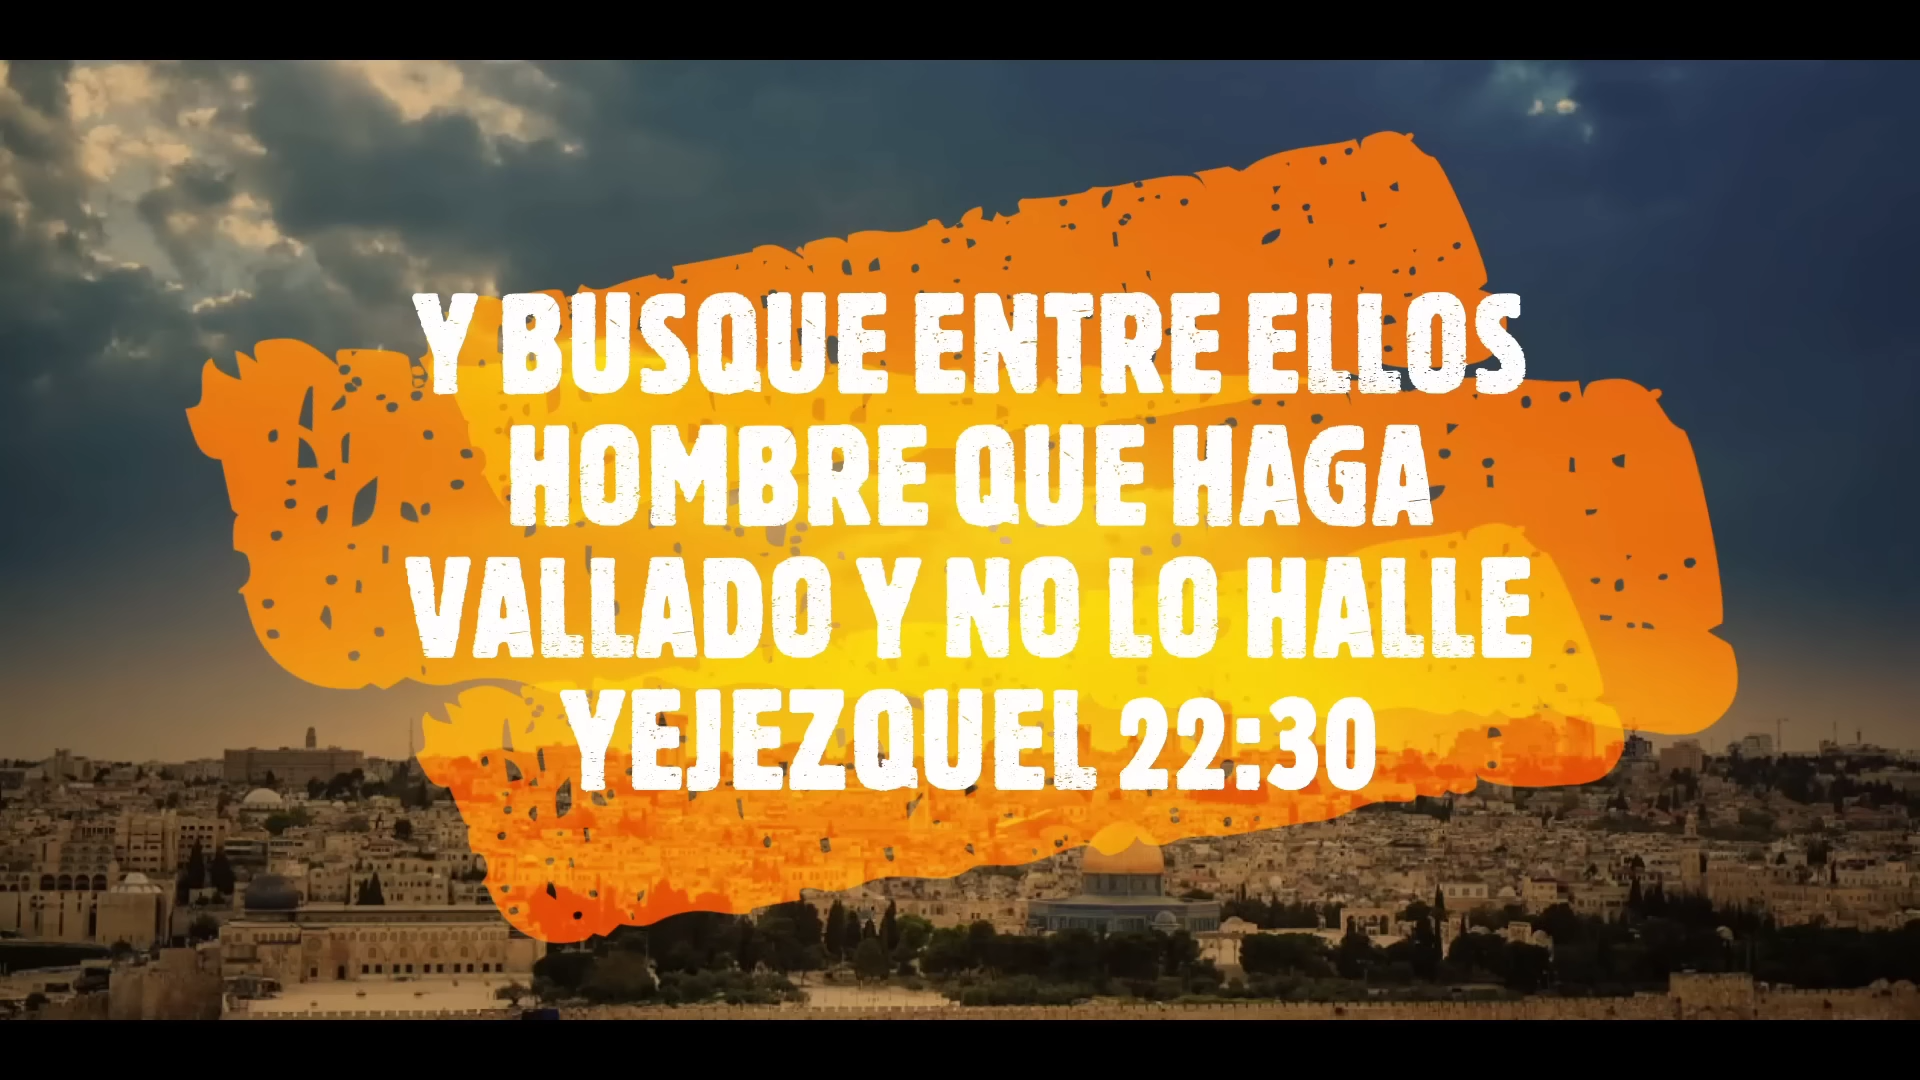 Y BUSQUE ENTRE ELLOS
HOMBRE QUE HAGA
VALLADO Y NO LO HALLE
YEJEZQUEL 22:30